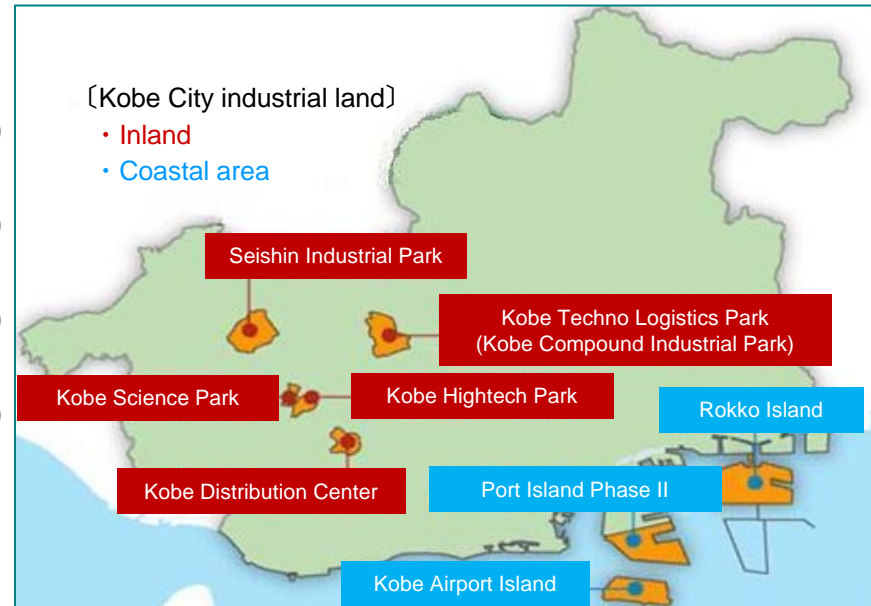 〔Kobe City industrial land〕
・Inland
・Coastal area
Seishin Industrial Park
Kobe Techno Logistics Park
(Kobe Compound Industrial Park)
Kobe Science Park
Kobe Hightech Park
Rokko Island
Kobe Distribution Center
Port Island Phase II
Kobe Airport Island